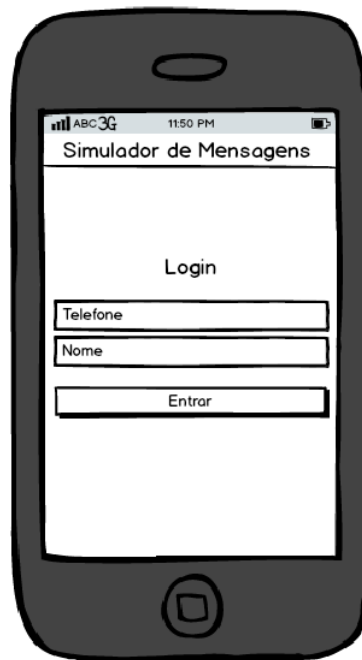 ABC 3G 11:50 PM
Simulador de Mensagens
Login
Telefone
Nome
Entrar